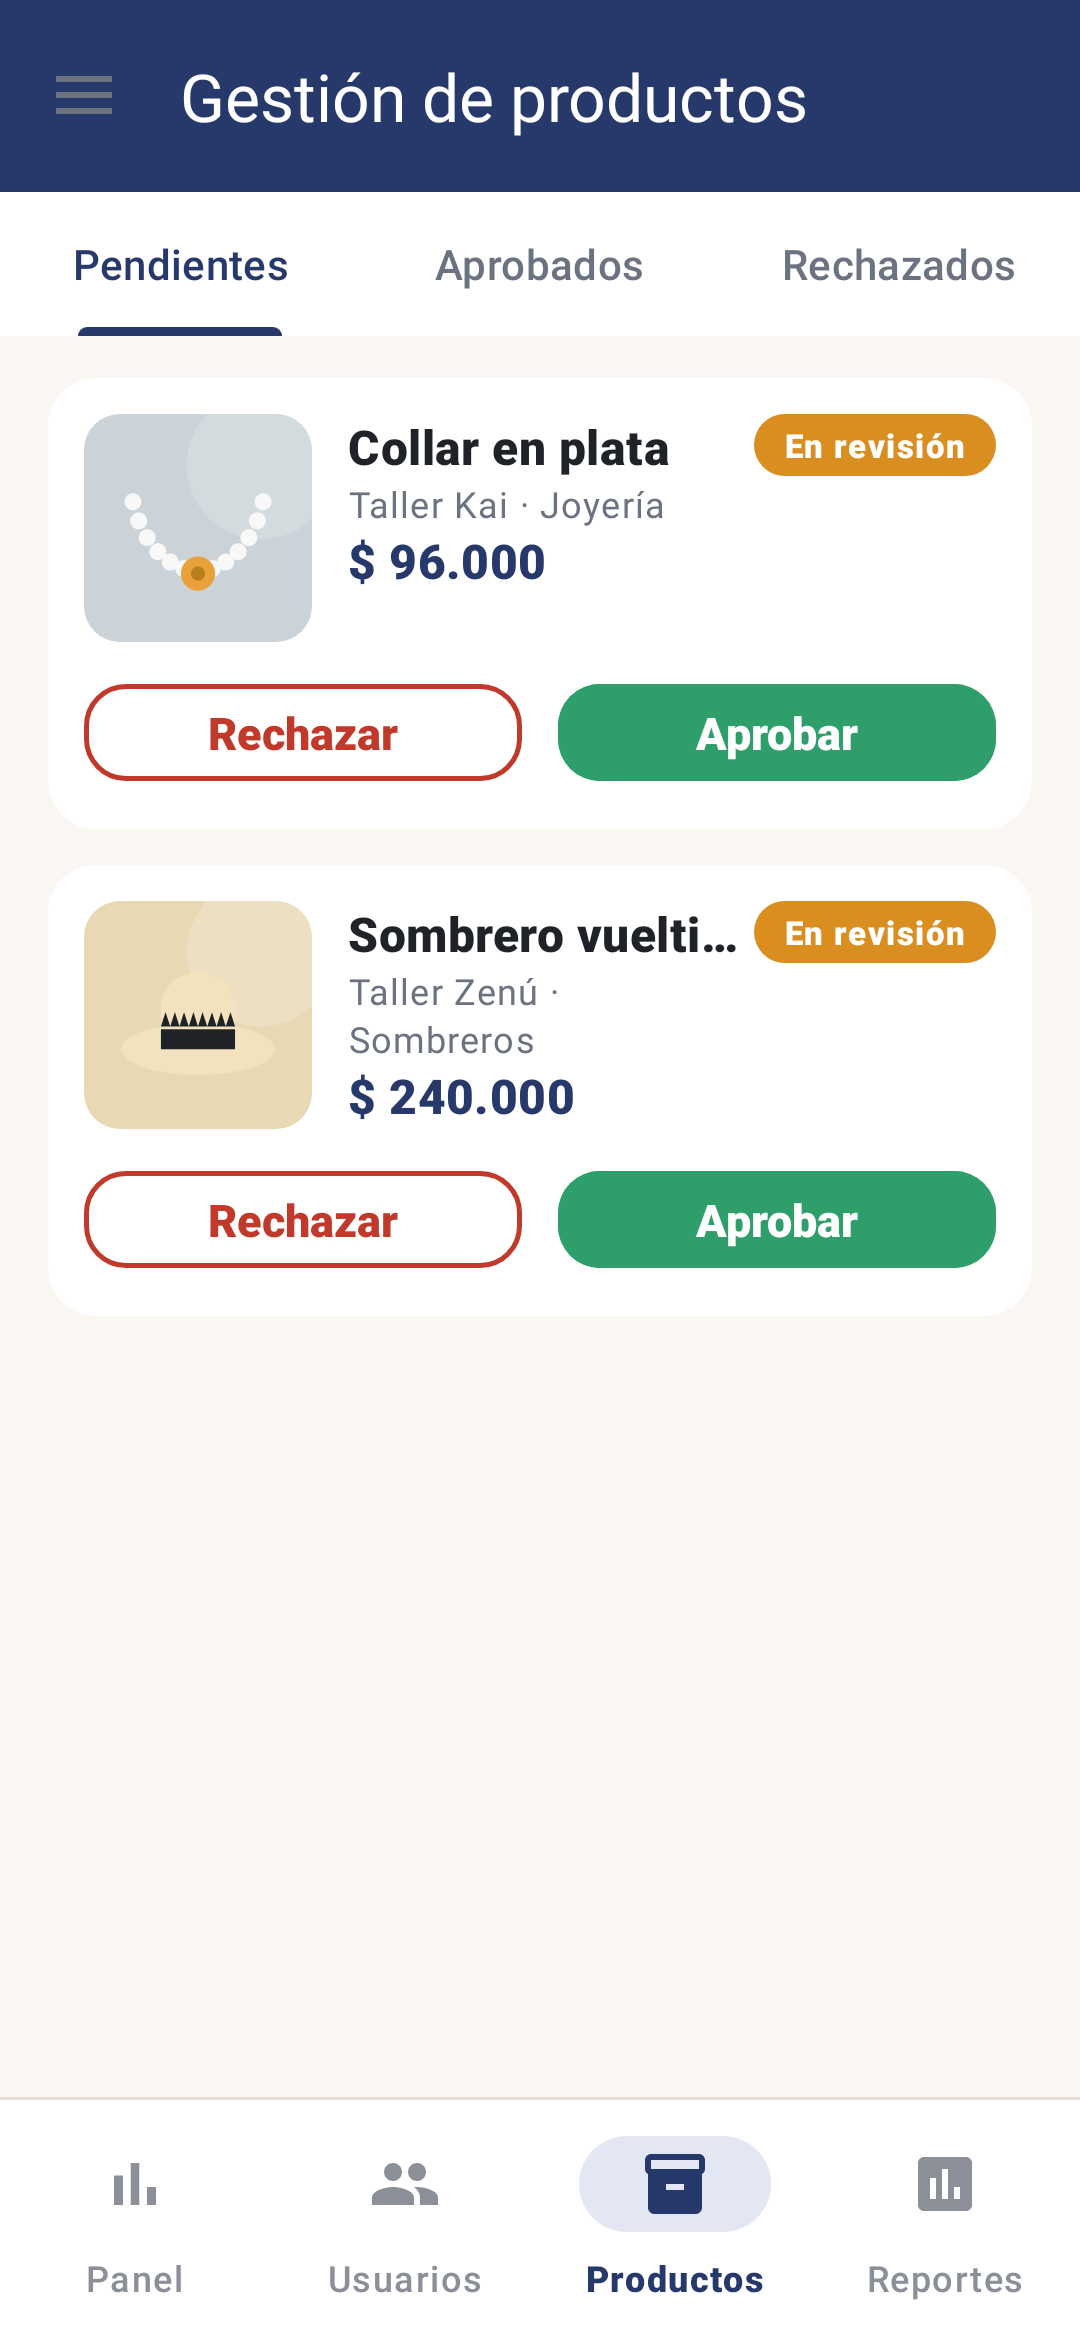 Gestión de productos
Pendientes
Aprobados
Rechazados
Collar en plata
En revisión
Taller Kai · Joyería
$ 96.000
Rechazar
Aprobar
Sombrero vuelti...
En revisión
Taller Zenú ·
Sombreros
$ 240.000
Rechazar
Aprobar
Panel
Usuarios
Productos
Reportes